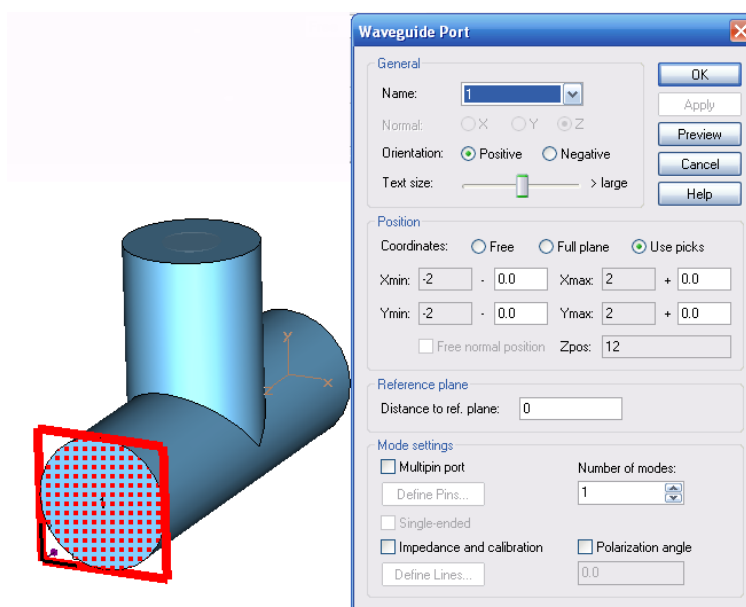 Waveguide Port
General
Name: 1
Normal: X Y Z
Orientation: Positive Negative
Text size: > large
OK
Apply
Preview
Cancel
Help
Position
Coordinates: Free Full plane Use picks
Xmin: -2 - 0.0 Xmax: 2 + 0.0
Ymin: -2 - 0.0 Ymax: 2 + 0.0
Free normal position Zpos: 12
Reference plane
Distance to ref. plane: 0
Mode settings
Multipin port Number of modes:
Define Pins... 1
Single-ended
Impedance and calibration Polarization angle
Define Lines... 0.0
y
z x
1